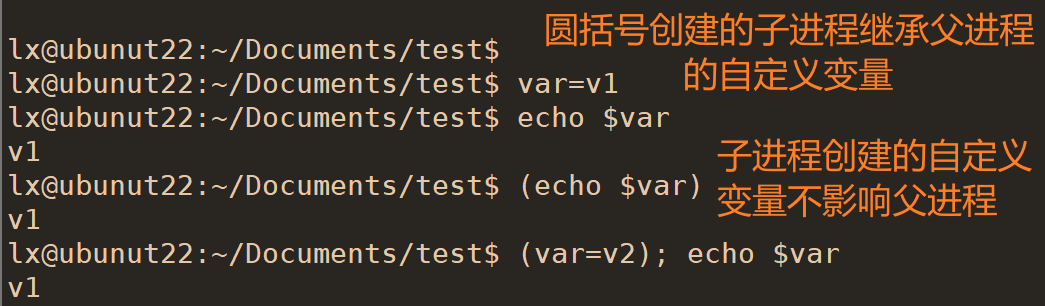 lx@ubunut22:~/Documents/test$
圆括号创建的子进程继承父进程
的自定义变量
lx@ubunut22:~/Documents/test$ var=v1
lx@ubunut22:~/Documents/test$ echo $var
v1
子进程创建的自定义
变量不影响父进程
lx@ubunut22:~/Documents/test$ (echo $var)
v1
lx@ubunut22:~/Documents/test$ (var=v2); echo $var
v1